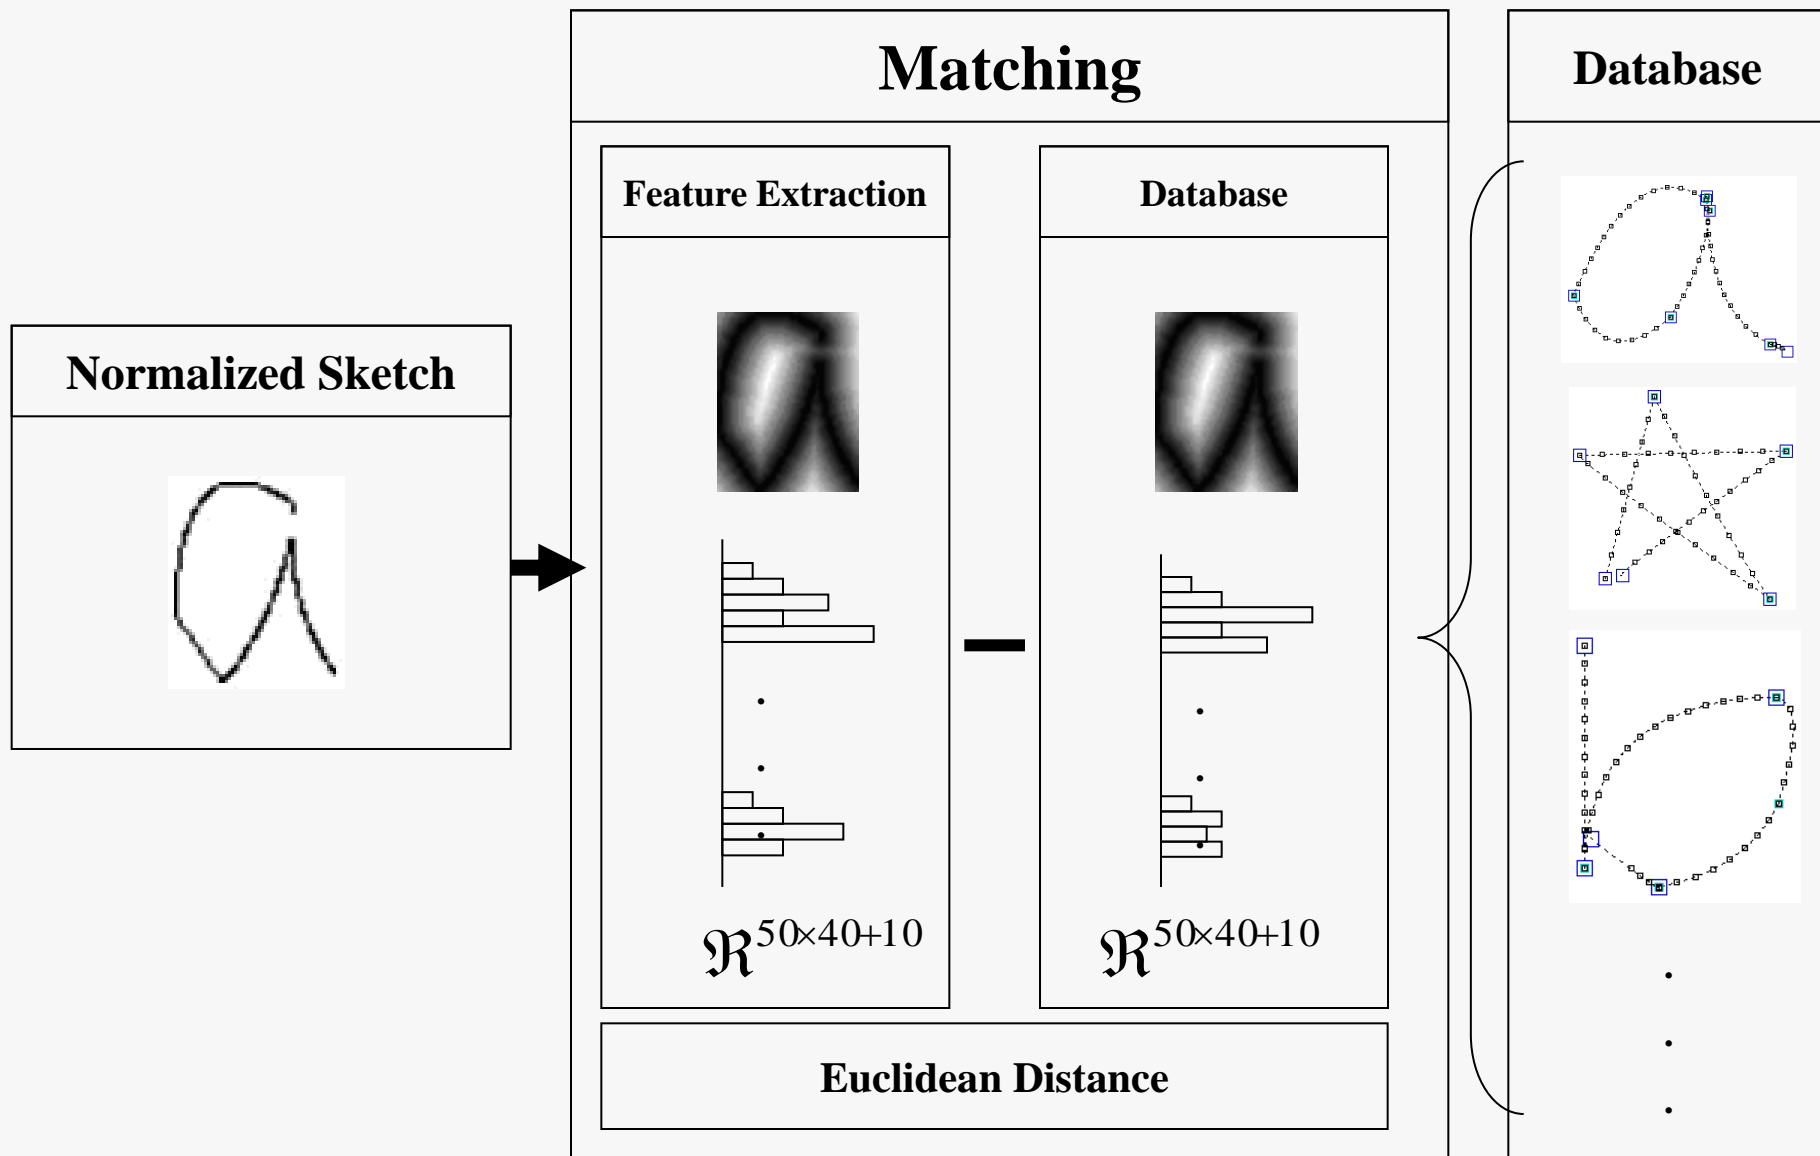 Matching
Database
Feature Extraction
Database
Normalized Sketch
ℜ50×40+10
ℜ50×40+10
Euclidean Distance